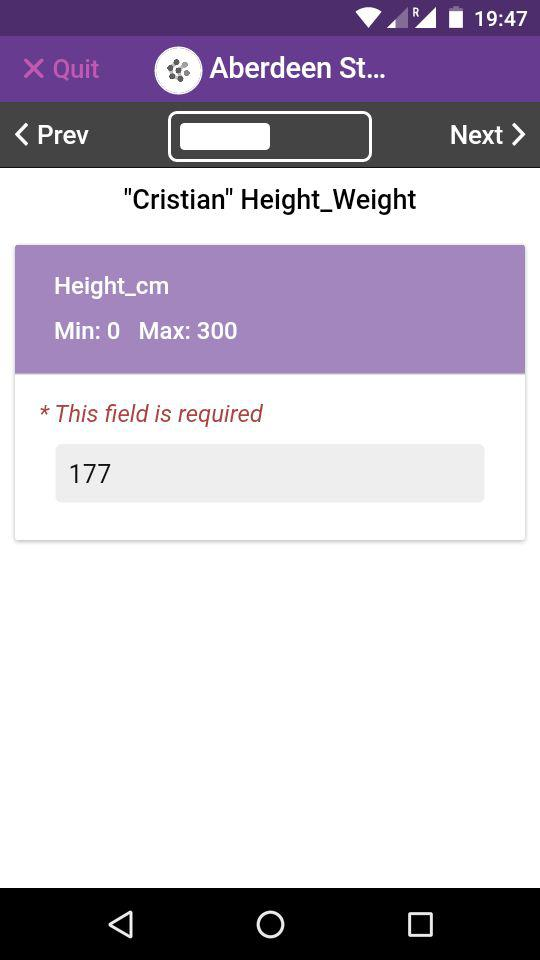 R 19:47
Quit Aberdeen St...
Prev Next
"Cristian" Height_Weight
Height_cm
Min: 0 Max: 300
* This field is required
177